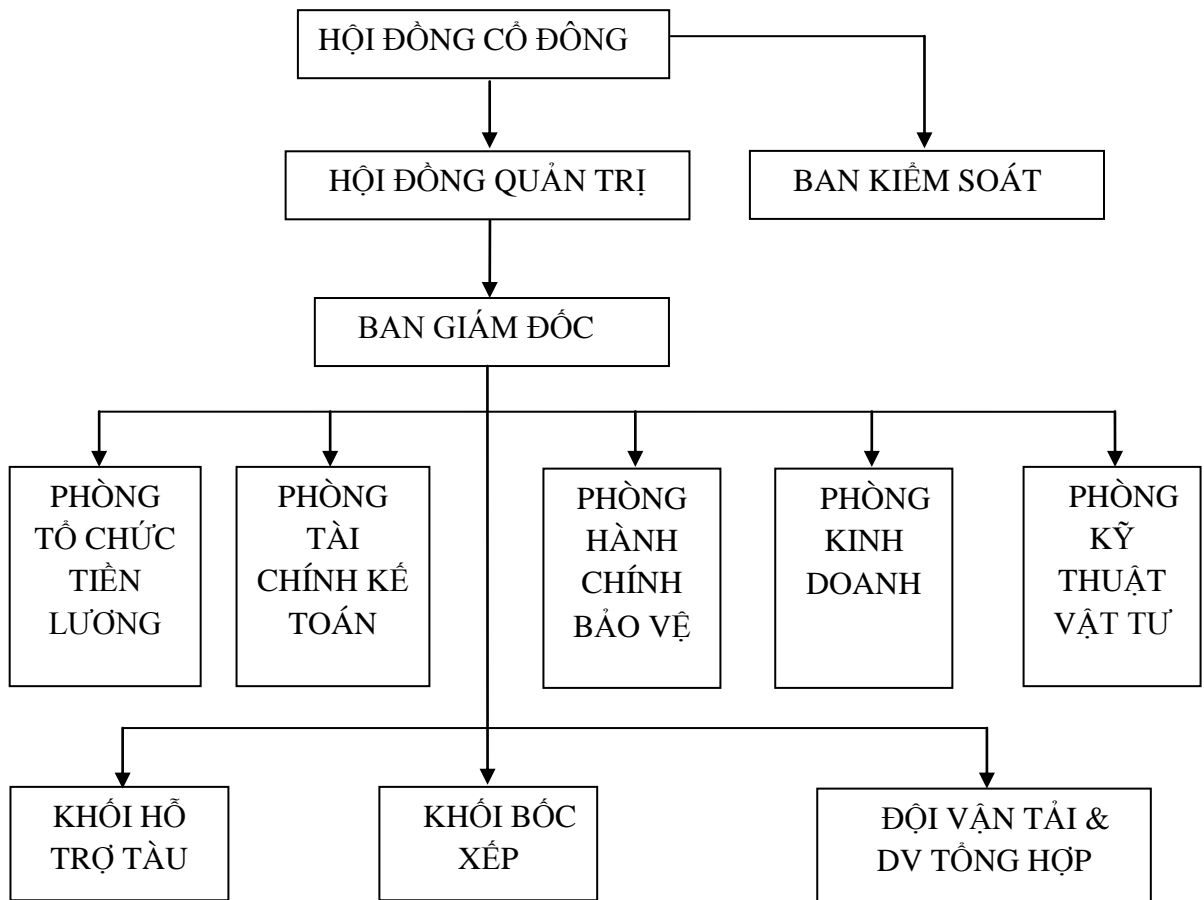 HỘI ĐỒNG CỔ ĐÔNG
HỘI ĐỒNG QUẢN TRỊ
BAN KIỂM SOÁT
BAN GIÁM ĐỐC
PHÒNG
TỔ CHỨC
TIỀN
LƯƠNG
PHÒNG
TÀI
CHÍNH KẾ
TOÁN
PHÒNG
HÀNH
CHÍNH
BẢO VỆ
PHÒNG
KINH
DOANH
PHÒNG
KỸ
THUẬT
VẬT TƯ
KHỐI HỖ
TRỢ TÀU
KHỐI BỐC
XẾP
ĐỘI VẬN TẢI &
DV TỔNG HỢP